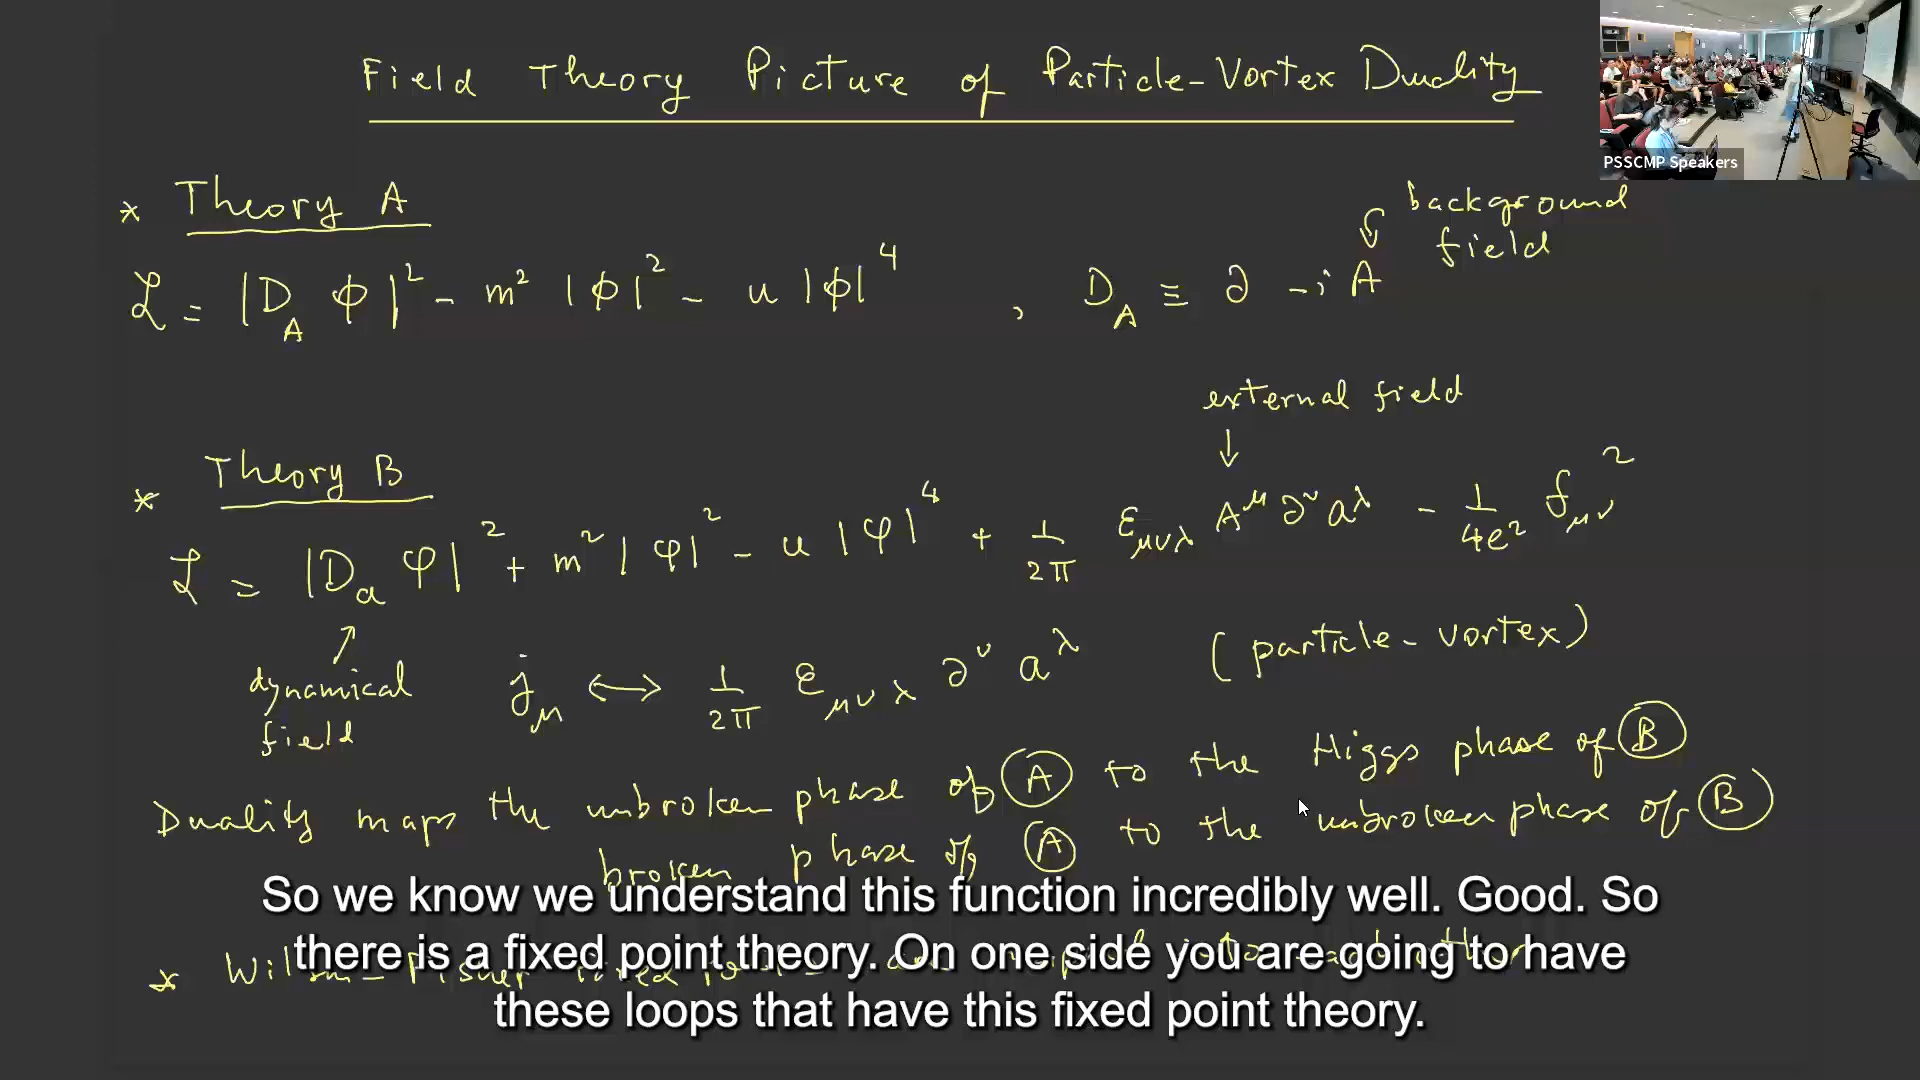 Field Theory Picture of Particle-Vortex Duality
PSSCMP Speakers
* Theory A
background field
ℒ = |D_A ϕ|² - m² |ϕ|² - u |ϕ|⁴ , D_A ≡ ∂ - i A
external field
* Theory B
ℒ = |D_a φ|² + m² |φ|² - u |φ|⁴ + 1/2π ε_μνλ A^μ ∂^ν a^λ - 1/4e² f_μν²
dynamical field
j_μ ↔ 1/2π ε_μνλ ∂^ν a^λ (particle-vortex)
Duality maps the unbroken phase of (A) to the Higgs phase of (B)
broken phase of (A) to the unbroken phase of (B)
So we know we understand this function incredibly well. Good. So
there is a fixed point theory. On one side you are going to have
these loops that have this fixed point theory.
* Wilson-Fisher fixed